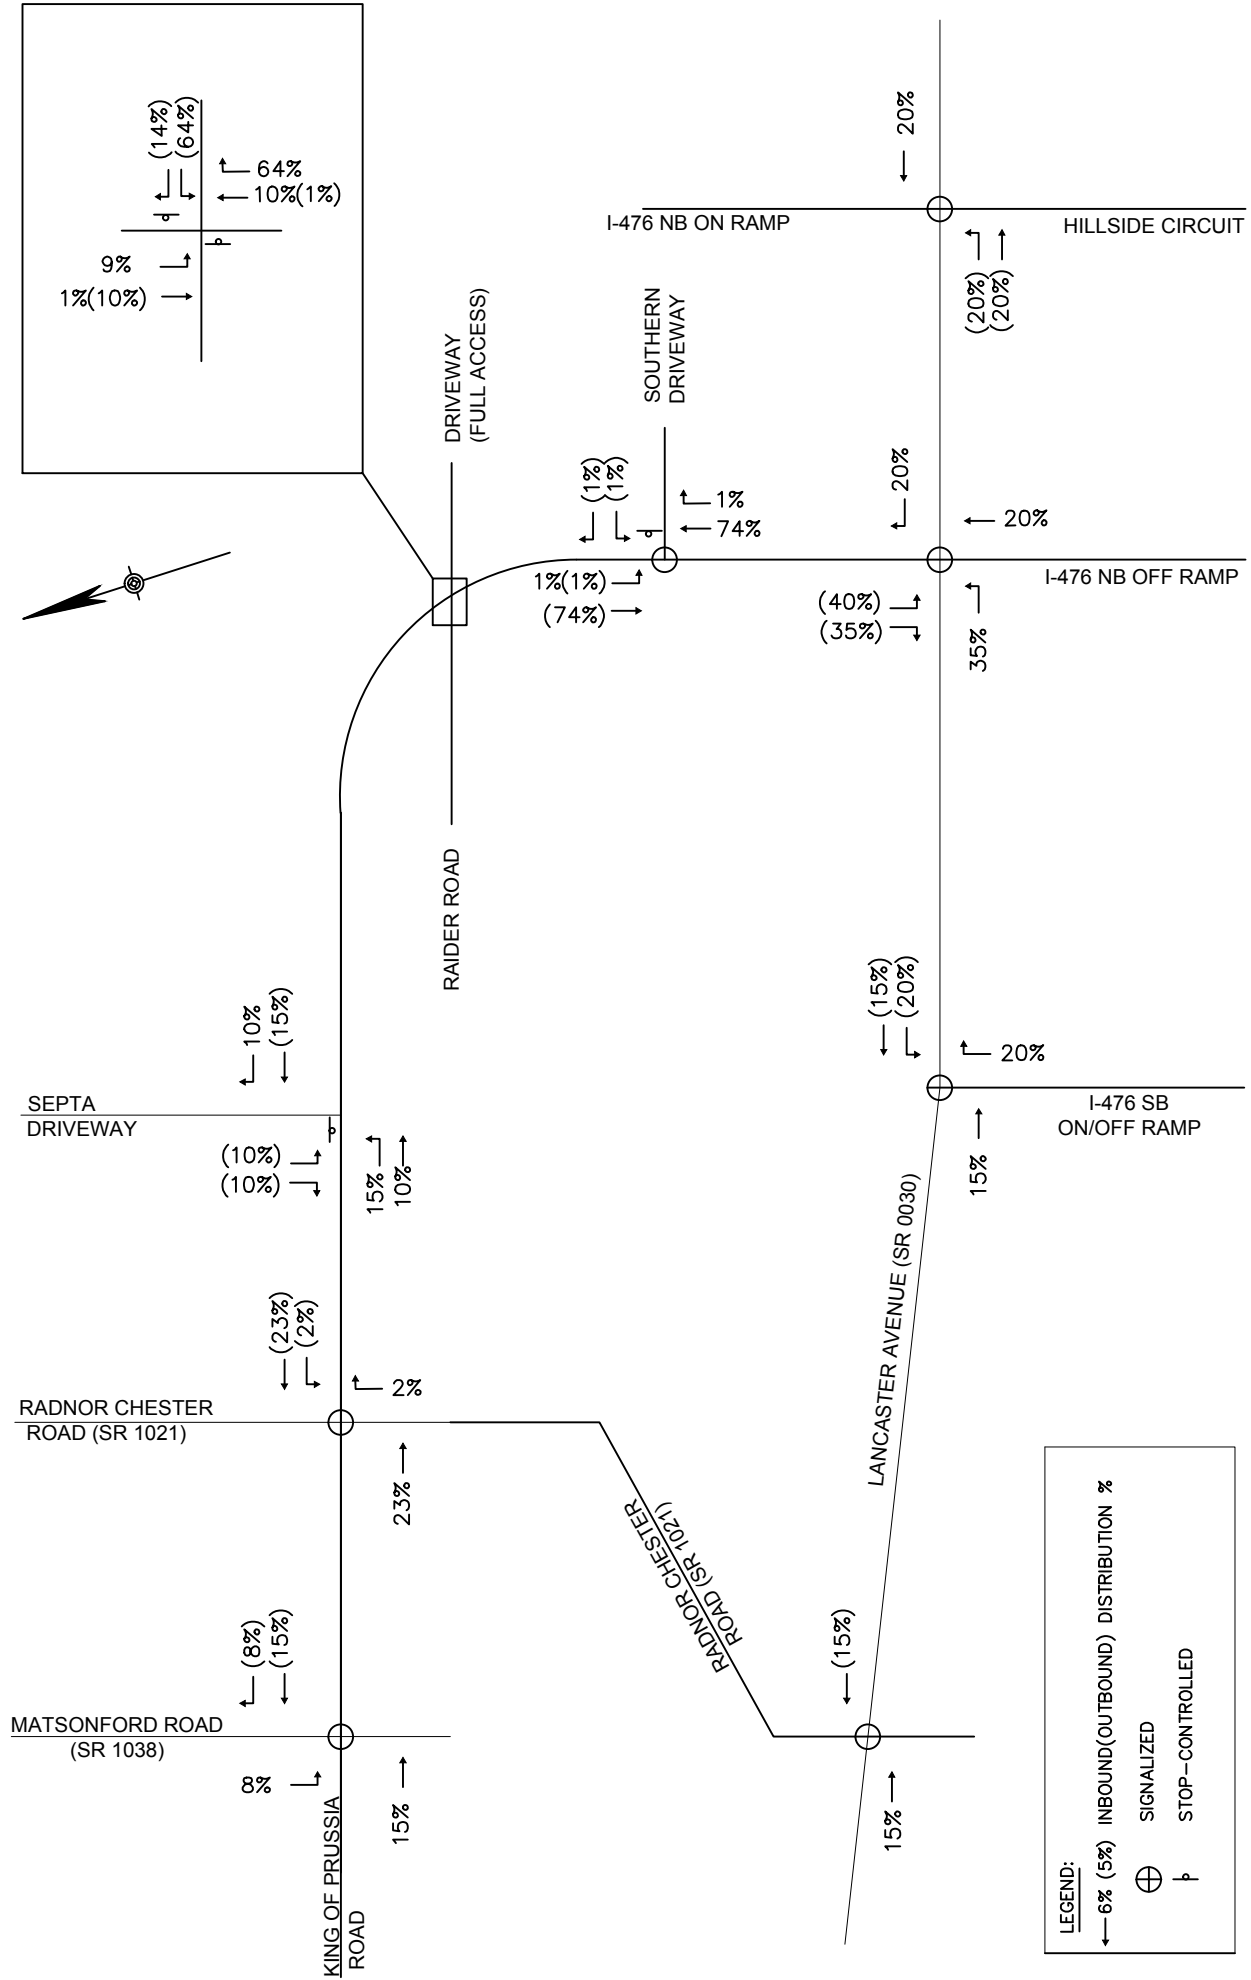 (14%)
(64%)
64%
10%(1%)
9%
1%(10%)
20%
I-476 NB ON RAMP
HILLSIDE CIRCUIT
(20%)
(20%)
DRIVEWAY
(FULL ACCESS)
SOUTHERN
DRIVEWAY
(1%)
(1%)
1%
74%
1%(1%)
(74%)
20%
20%
I-476 NB OFF RAMP
(40%)
(35%)
35%
RAIDER ROAD
10%
(15%)
SEPTA
DRIVEWAY
(10%)
(10%)
15%
10%
(15%)
(20%)
20%
I-476 SB
ON/OFF RAMP
15%
LANCASTER AVENUE (SR 0030)
(23%)
(2%)
2%
RADNOR CHESTER
ROAD (SR 1021)
23%
RADNOR CHESTER
ROAD (SR 1021)
(8%)
(15%)
MATSONFORD ROAD
(SR 1038)
8%
15%
KING OF PRUSSIA
ROAD
(15%)
15%
LEGEND:
6% (5%) INBOUND(OUTBOUND) DISTRIBUTION %
SIGNALIZED
STOP-CONTROLLED